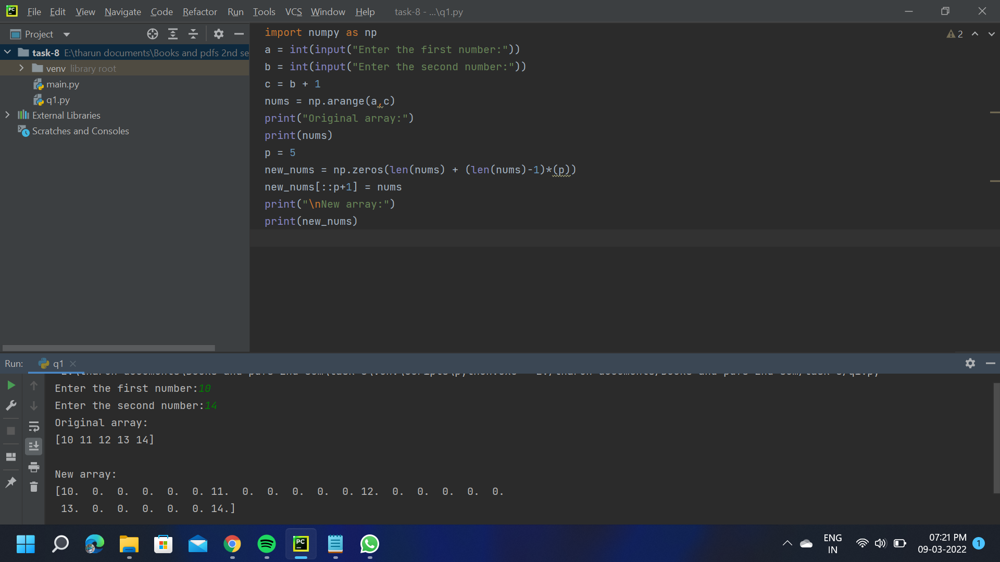 File Edit View Navigate Code Refactor Run Tools VCS Window Help task-8 - ...\q1.py
Project
task-8 E:\tharun documents\Books and pdfs 2nd se
venv library root
main.py
q1.py
External Libraries
Scratches and Consoles
import numpy as np
a = int(input("Enter the first number:"))
b = int(input("Enter the second number:"))
c = b + 1
nums = np.arange(a,c)
print("Original array:")
print(nums)
p = 5
new_nums = np.zeros(len(nums) + (len(nums)-1)*(p))
new_nums[::p+1] = nums
print("\nNew array:")
print(new_nums)
2
Run: q1
Enter the first number:10
Enter the second number:14
Original array:
[10 11 12 13 14]
New array:
[10.  0.  0.  0.  0.  0. 11.  0.  0.  0.  0.  0. 12.  0.  0.  0.  0.  0.
 13.  0.  0.  0.  0.  0. 14.]
PC
ENG
IN
07:21 PM
09-03-2022
1